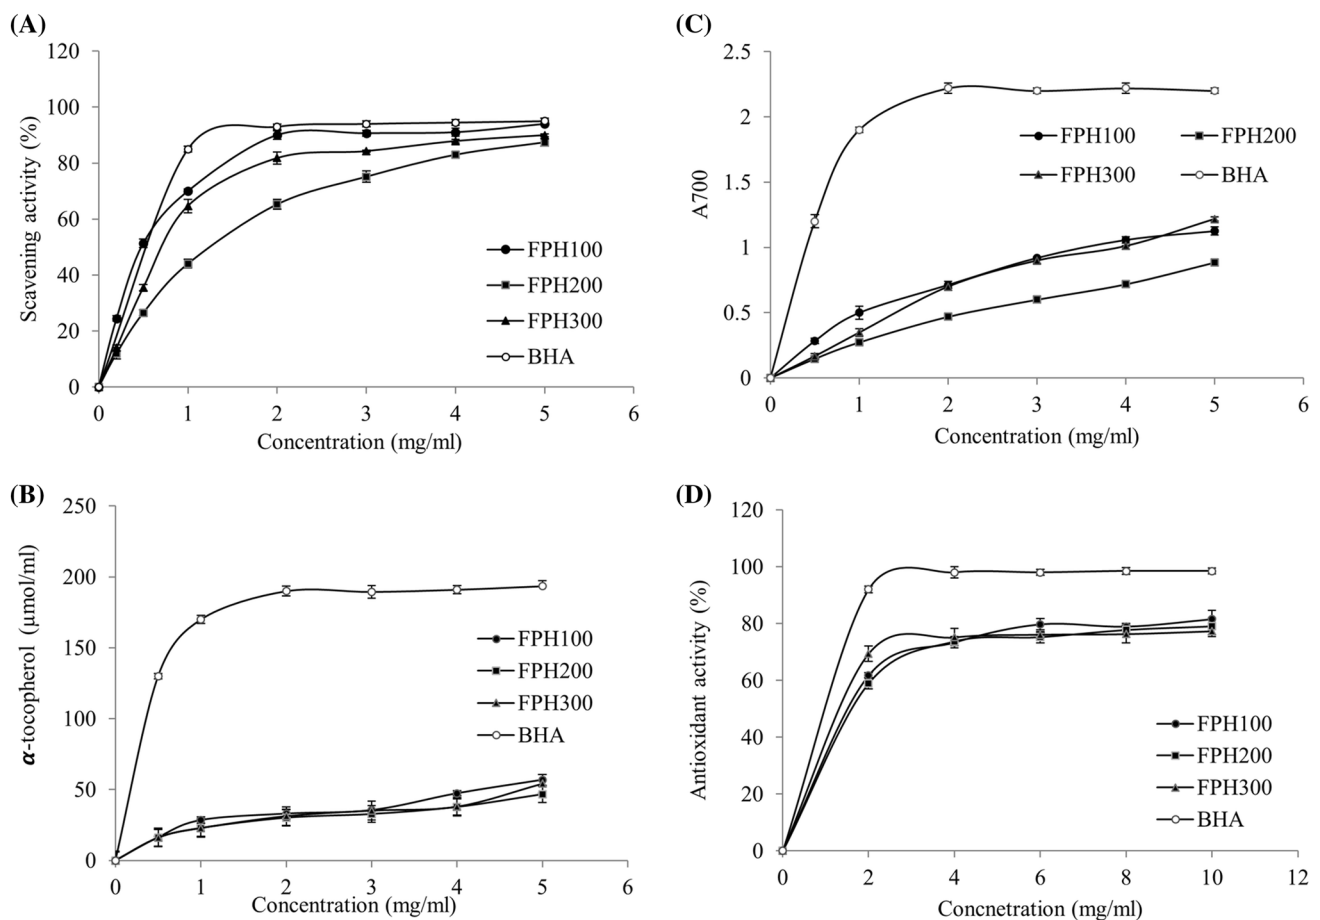 (A)
120
100
80
60
40
20
0
Scavening activity (%)
0 1 2 3 4 5 6
Concentration (mg/ml)
FPH100
FPH200
FPH300
BHA
(C)
2.5
2
1.5
1
0.5
0
A700
0 1 2 3 4 5 6
Concentration (mg/ml)
FPH100 FPH200
FPH300 BHA
(B)
250
200
150
100
50
0
α-tocopherol (μmol/ml)
0 1 2 3 4 5 6
Concentration (mg/ml)
FPH100
FPH200
FPH300
BHA
(D)
120
100
80
60
40
20
0
Antioxidant activity (%)
0 2 4 6 8 10 12
Concnetration (mg/ml)
FPH100
FPH200
FPH300
BHA